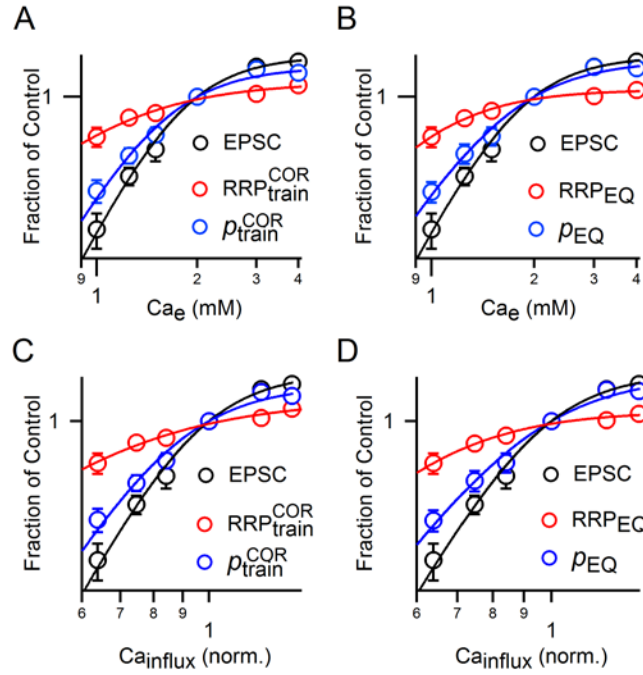 A
Fraction of Control
1
EPSC
RRP COR train
p COR train
9 1 2 3 4
Ca e (mM)
B
Fraction of Control
1
EPSC
RRP EQ
p EQ
9 1 2 3 4
Ca e (mM)
C
Fraction of Control
1
EPSC
RRP COR train
p COR train
6 7 8 9 1
Ca influx (norm.)
D
Fraction of Control
1
EPSC
RRP EQ
p EQ
6 7 8 9 1
Ca influx (norm.)